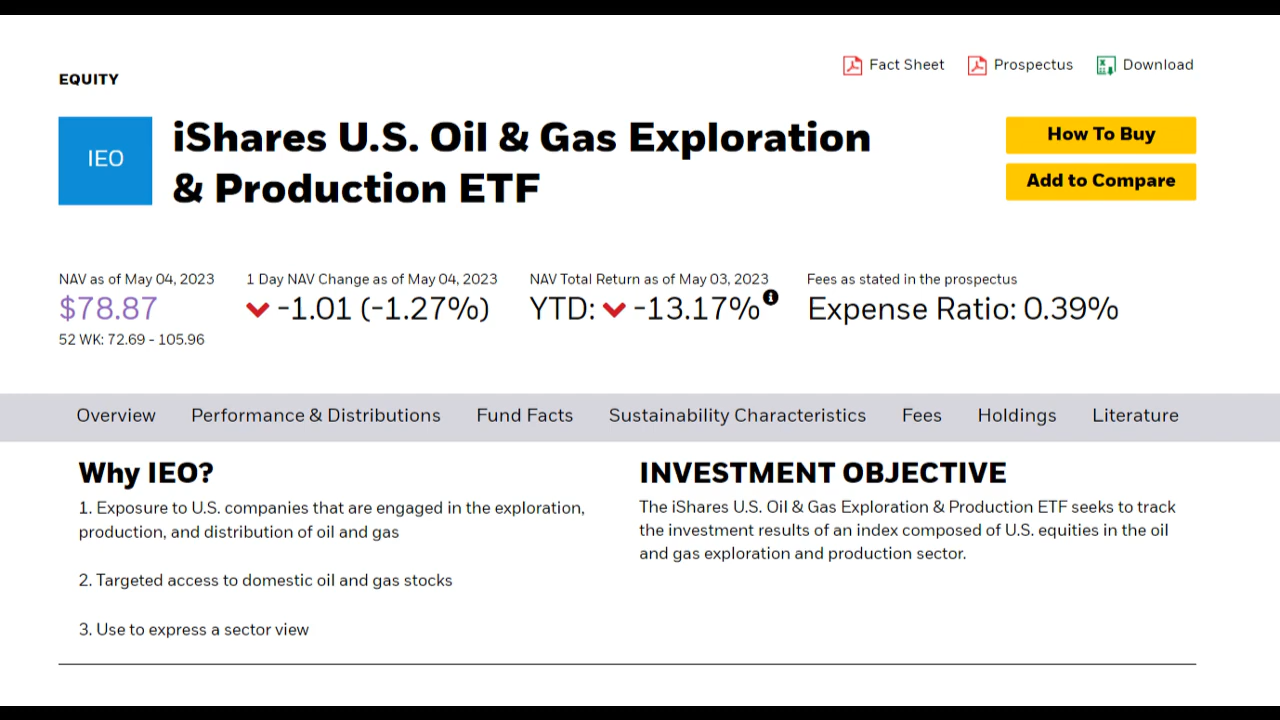 EQUITY
Fact Sheet
Prospectus
Download
IEO
iShares U.S. Oil & Gas Exploration
& Production ETF
How To Buy
Add to Compare
NAV as of May 04, 2023
$78.87
52 WK: 72.69 - 105.96
1 Day NAV Change as of May 04, 2023
-1.01 (-1.27%)
NAV Total Return as of May 03, 2023
YTD: -13.17%
Fees as stated in the prospectus
Expense Ratio: 0.39%
Overview
Performance & Distributions
Fund Facts
Sustainability Characteristics
Fees
Holdings
Literature
Why IEO?
1. Exposure to U.S. companies that are engaged in the exploration,
production, and distribution of oil and gas
2. Targeted access to domestic oil and gas stocks
3. Use to express a sector view
INVESTMENT OBJECTIVE
The iShares U.S. Oil & Gas Exploration & Production ETF seeks to track
the investment results of an index composed of U.S. equities in the oil
and gas exploration and production sector.